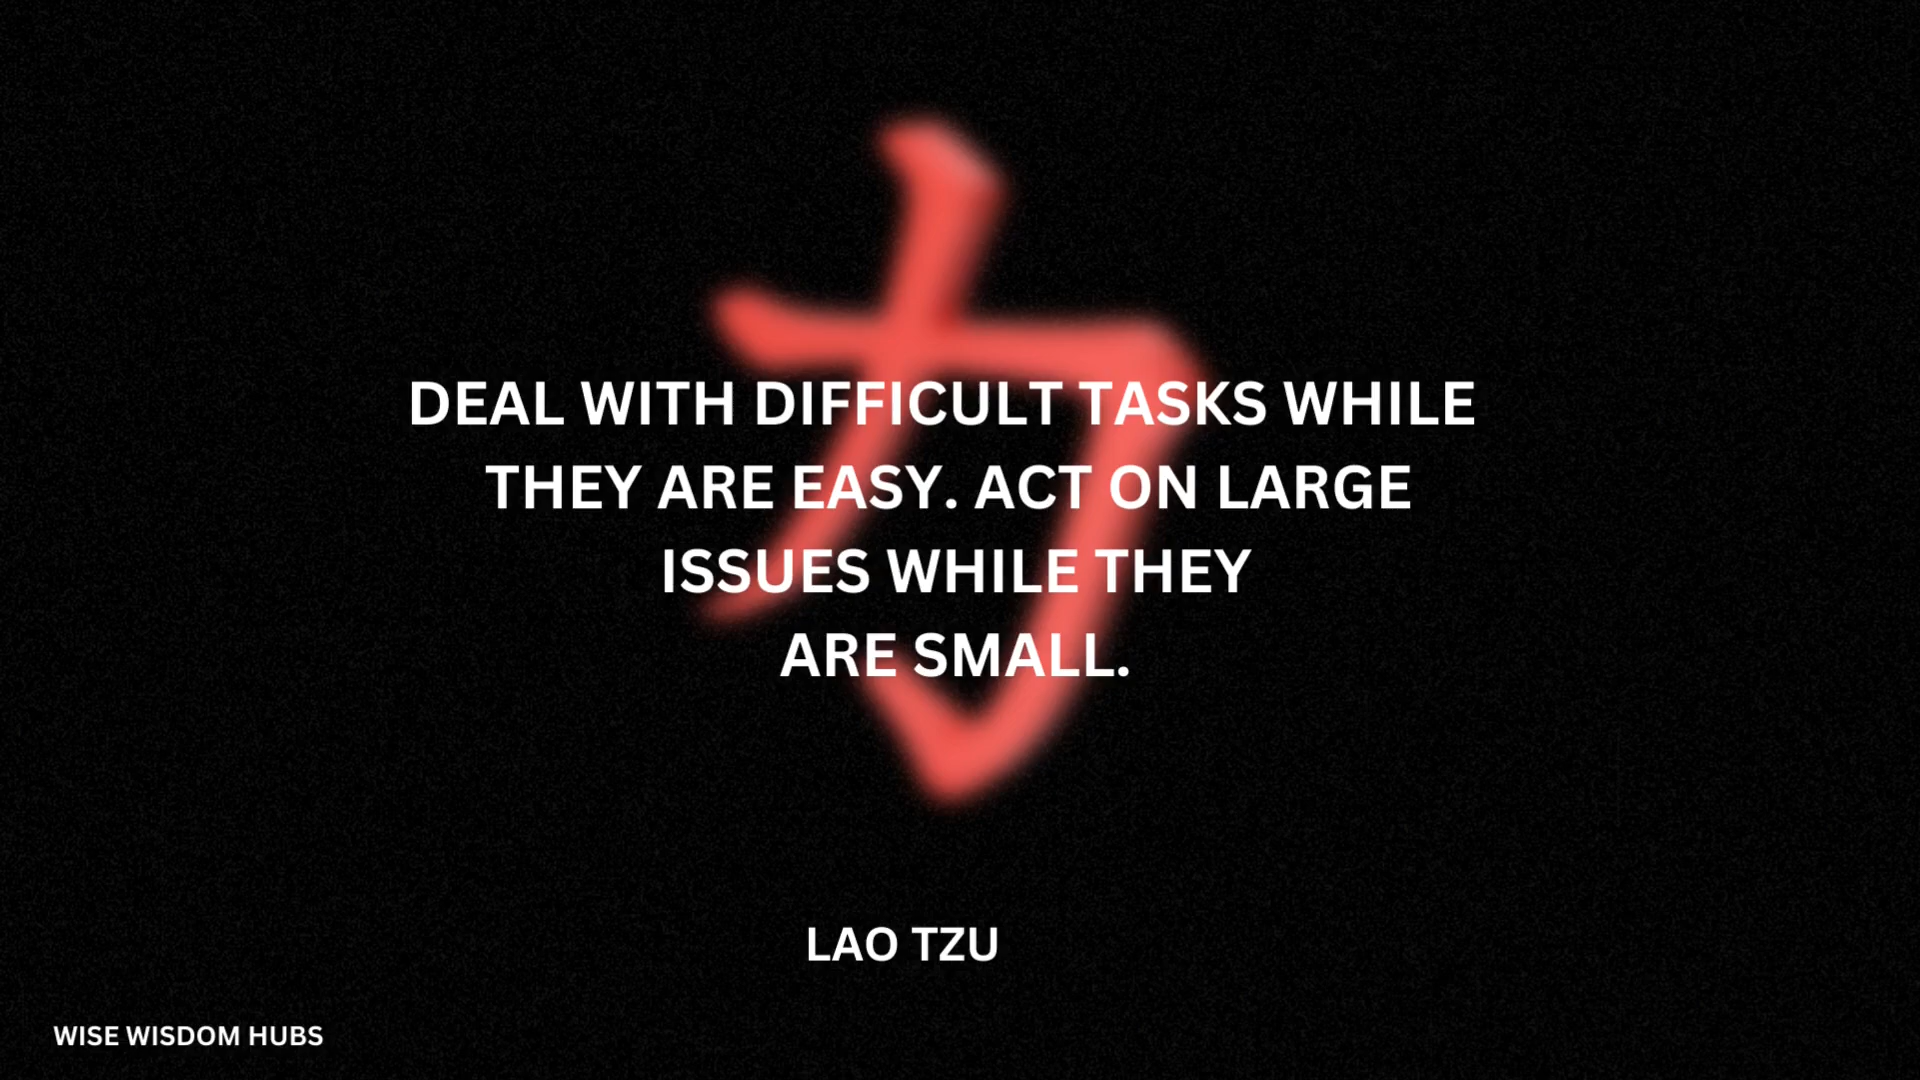 力
DEAL WITH DIFFICULT TASKS WHILE
THEY ARE EASY. ACT ON LARGE
ISSUES WHILE THEY
ARE SMALL.
LAO TZU
WISE WISDOM HUBS